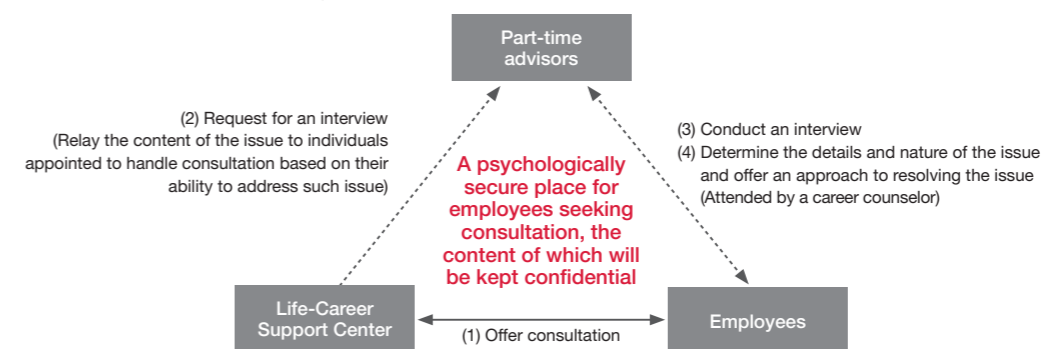 Part-time
advisors
(2) Request for an interview
(Relay the content of the issue to individuals
appointed to handle consultation based on their
ability to address such issue)
(3) Conduct an interview
(4) Determine the details and nature of the issue
and offer an approach to resolving the issue
(Attended by a career counselor)
A psychologically
secure place for
employees seeking
consultation, the
content of which will
be kept confidential
Life-Career
Support Center
(1) Offer consultation
Employees